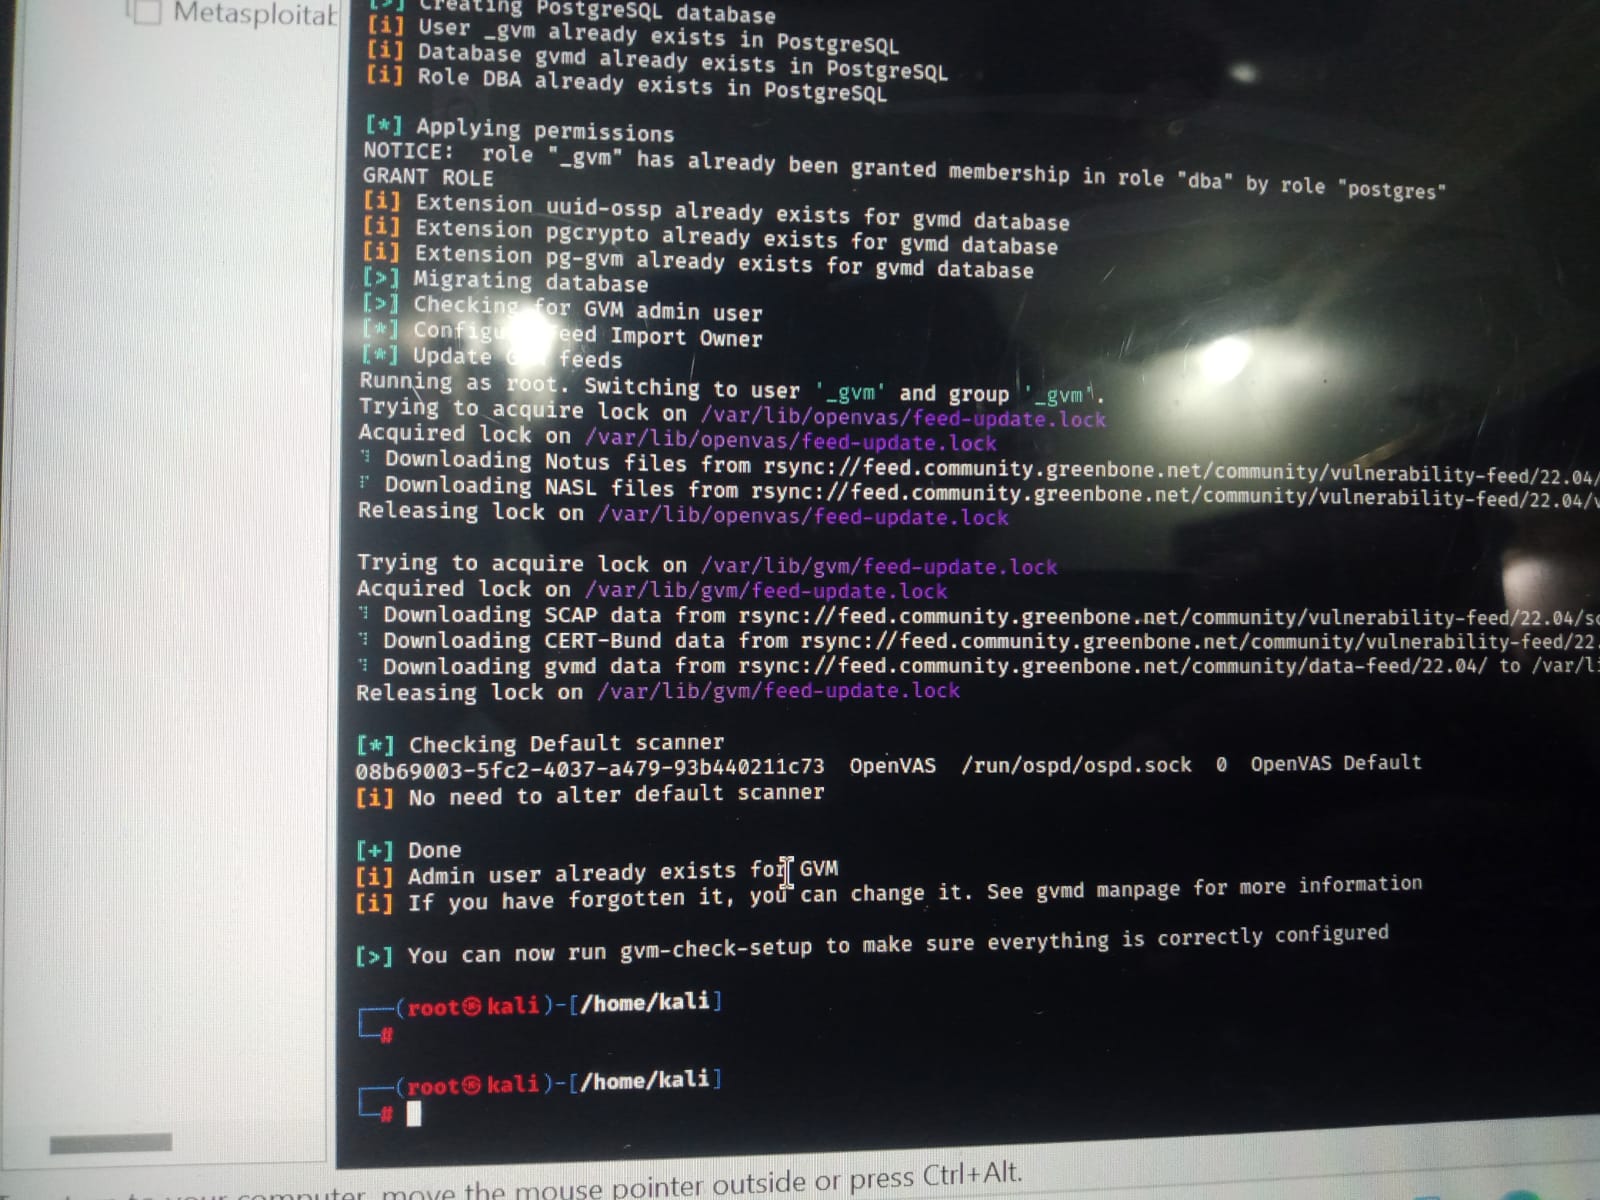 Metasploitab
[>] Creating PostgreSQL database
[i] User _gvm already exists in PostgreSQL
[i] Database gvmd already exists in PostgreSQL
[i] Role DBA already exists in PostgreSQL
[*] Applying permissions
NOTICE:  role "_gvm" has already been granted membership in role "dba" by role "postgres"
GRANT ROLE
[i] Extension uuid-ossp already exists for gvmd database
[i] Extension pgcrypto already exists for gvmd database
[i] Extension pg-gvm already exists for gvmd database
[>] Migrating database
[>] Checking for GVM admin user
[*] Configu eed Import Owner
[*] Update feeds
Running as root. Switching to user '_gvm' and group '_gvm'.
Trying to acquire lock on /var/lib/openvas/feed-update.lock
Acquired lock on /var/lib/openvas/feed-update.lock
Downloading Notus files from rsync://feed.community.greenbone.net/community/vulnerability-feed/22.04/
Downloading NASL files from rsync://feed.community.greenbone.net/community/vulnerability-feed/22.04/v
Releasing lock on /var/lib/openvas/feed-update.lock
Trying to acquire lock on /var/lib/gvm/feed-update.lock
Acquired lock on /var/lib/gvm/feed-update.lock
Downloading SCAP data from rsync://feed.community.greenbone.net/community/vulnerability-feed/22.04/sc
Downloading CERT-Bund data from rsync://feed.community.greenbone.net/community/vulnerability-feed/22.
Downloading gvmd data from rsync://feed.community.greenbone.net/community/data-feed/22.04/ to /var/li
Releasing lock on /var/lib/gvm/feed-update.lock
[*] Checking Default scanner
08b69003-5fc2-4037-a479-93b440211c73  OpenVAS  /run/ospd/ospd.sock  0  OpenVAS Default
[i] No need to alter default scanner
[+] Done
[i] Admin user already exists for GVM
[i] If you have forgotten it, you can change it. See gvmd manpage for more information
[>] You can now run gvm-check-setup to make sure everything is correctly configured
┌──(root㉿kali)-[/home/kali]
└─#
┌──(root㉿kali)-[/home/kali]
└─#
to your computer, move the mouse pointer outside or press Ctrl+Alt.